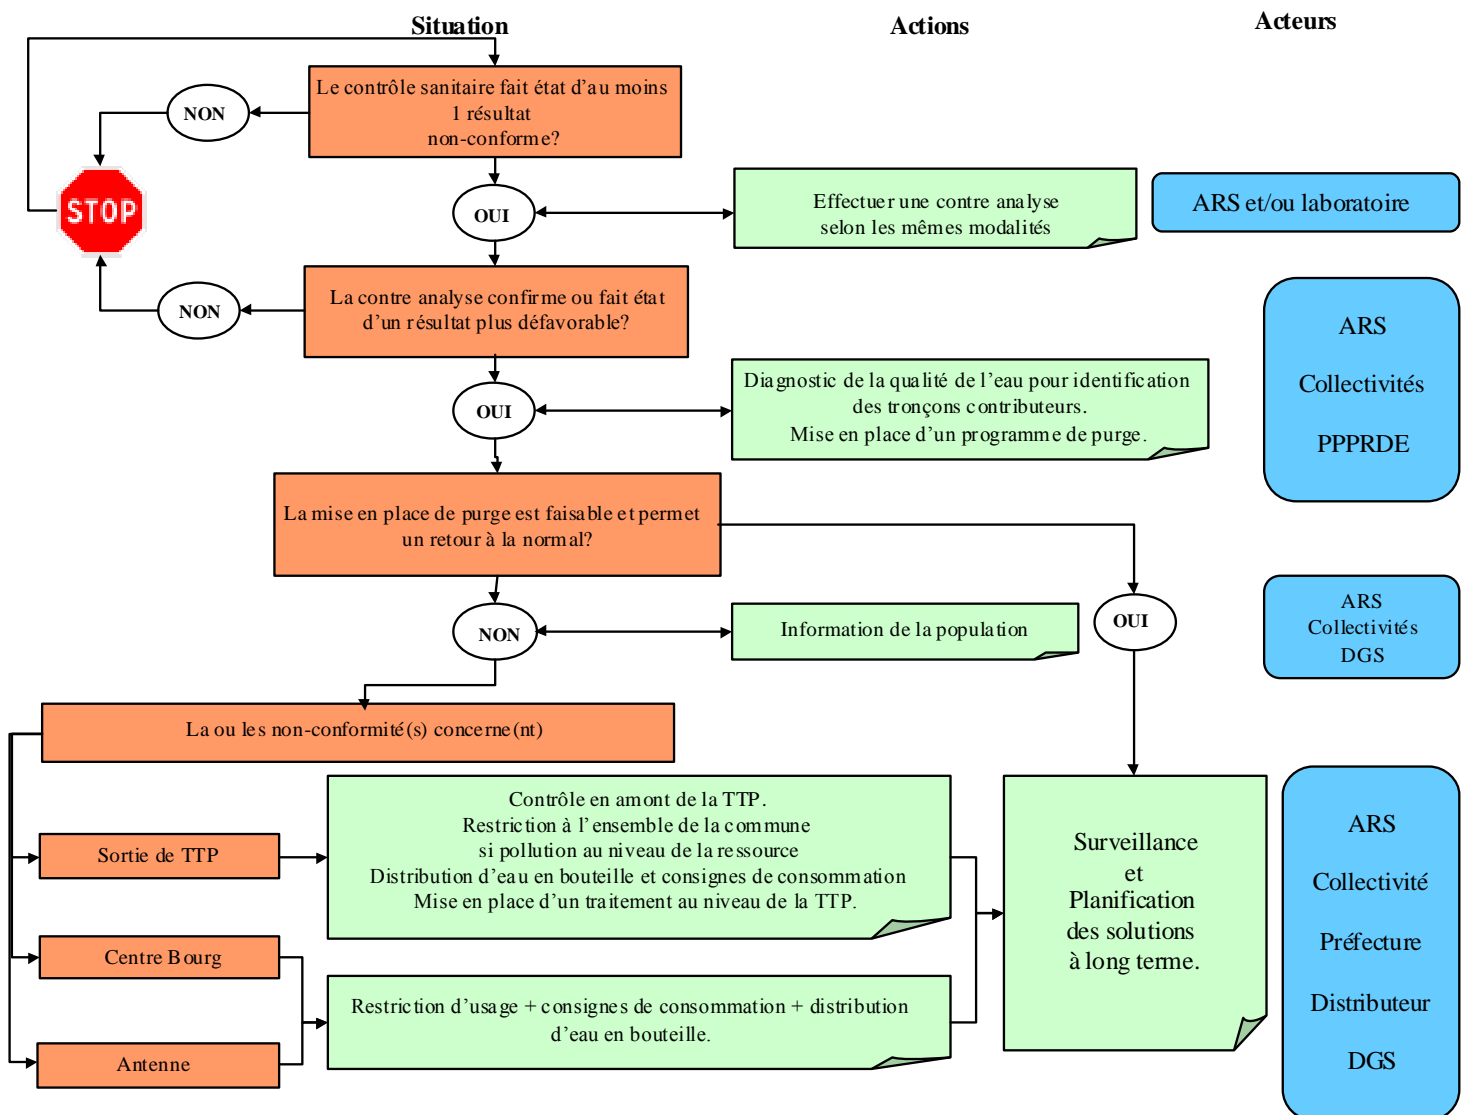 Situation
Actions
Acteurs
Le contrôle sanitaire fait état d'au moins
1 résultat
non-conforme?
NON
STOP
OUI
Effectuer une contre analyse
selon les mêmes modalités
ARS et/ou laboratoire
La contre analyse confirme ou fait état
d'un résultat plus défavorable?
NON
OUI
Diagnostic de la qualité de l'eau pour identification
des tronçons contributeurs.
Mise en place d'un programme de purge.
ARS
Collectivités
PPPRDE
La mise en place de purge est faisable et permet
un retour à la normal?
NON
Information de la population
OUI
ARS
Collectivités
DGS
La ou les non-conformité(s) concerne(nt)
Sortie de TTP
Contrôle en amont de la TTP.
Restriction à l'ensemble de la commune
si pollution au niveau de la ressource
Distribution d'eau en bouteille et consignes de consommation
Mise en place d'un traitement au niveau de la TTP.
Centre Bourg
Antenne
Restriction d'usage + consignes de consommation + distribution
d'eau en bouteille.
Surveillance
et
Planification
des solutions
à long terme.
ARS
Collectivité
Préfecture
Distributeur
DGS